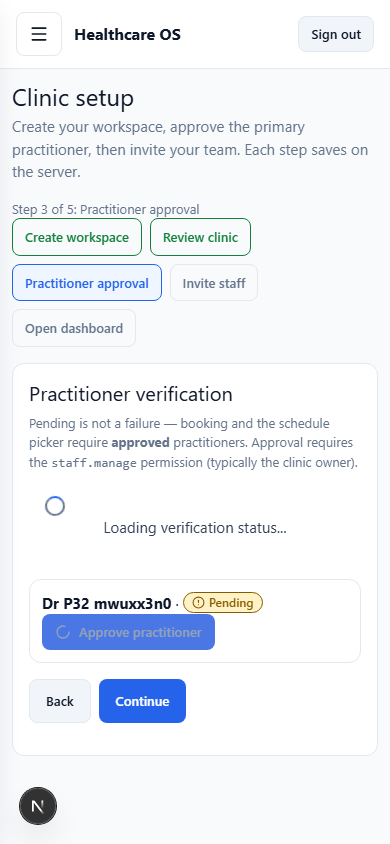 ☰ Healthcare OS Sign out
Clinic setup
Create your workspace, approve the primary
practitioner, then invite your team. Each step saves on
the server.
Step 3 of 5: Practitioner approval
Create workspace Review clinic
Practitioner approval Invite staff
Open dashboard
Practitioner verification
Pending is not a failure — booking and the schedule
picker require approved practitioners. Approval requires
the staff.manage permission (typically the clinic owner).
Loading verification status...
Dr P32 mwuxx3n0 · Pending
Approve practitioner
Back Continue
N